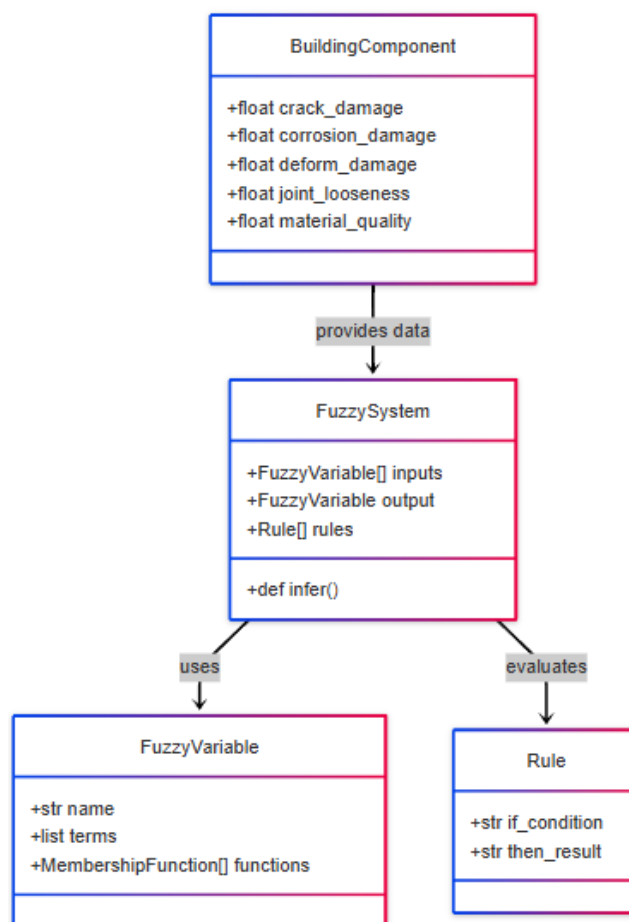 BuildingComponent
+float crack_damage
+float corrosion_damage
+float deform_damage
+float joint_looseness
+float material_quality
provides data
FuzzySystem
+FuzzyVariable[] inputs
+FuzzyVariable output
+Rule[] rules
+def infer()
uses
evaluates
FuzzyVariable
+str name
+list terms
+MembershipFunction[] functions
Rule
+str if_condition
+str then_result